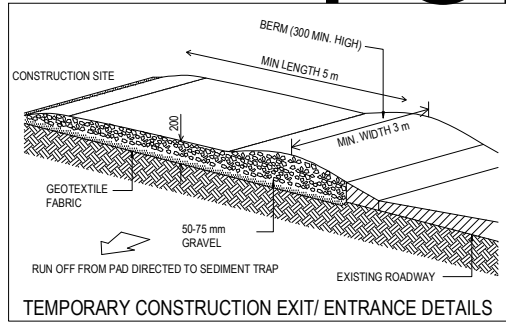 BERM (300 MIN. HIGH)
MIN LENGTH 5 m
CONSTRUCTION SITE
200
MIN. WIDTH 3 m
GEOTEXTILE
FABRIC
50-75 mm
GRAVEL
RUN OFF FROM PAD DIRECTED TO SEDIMENT TRAP
EXISTING ROADWAY
TEMPORARY CONSTRUCTION EXIT/ ENTRANCE DETAILS